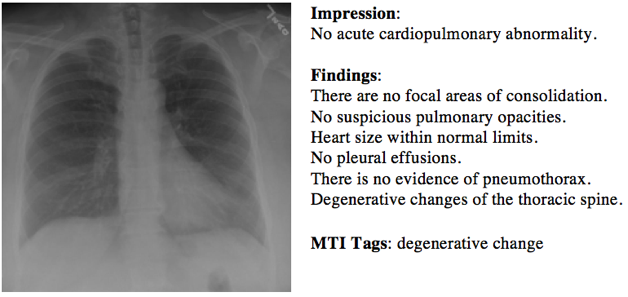 Impression:
No acute cardiopulmonary abnormality.
Findings:
There are no focal areas of consolidation.
No suspicious pulmonary opacities.
Heart size within normal limits.
No pleural effusions.
There is no evidence of pneumothorax.
Degenerative changes of the thoracic spine.
MTI Tags: degenerative change